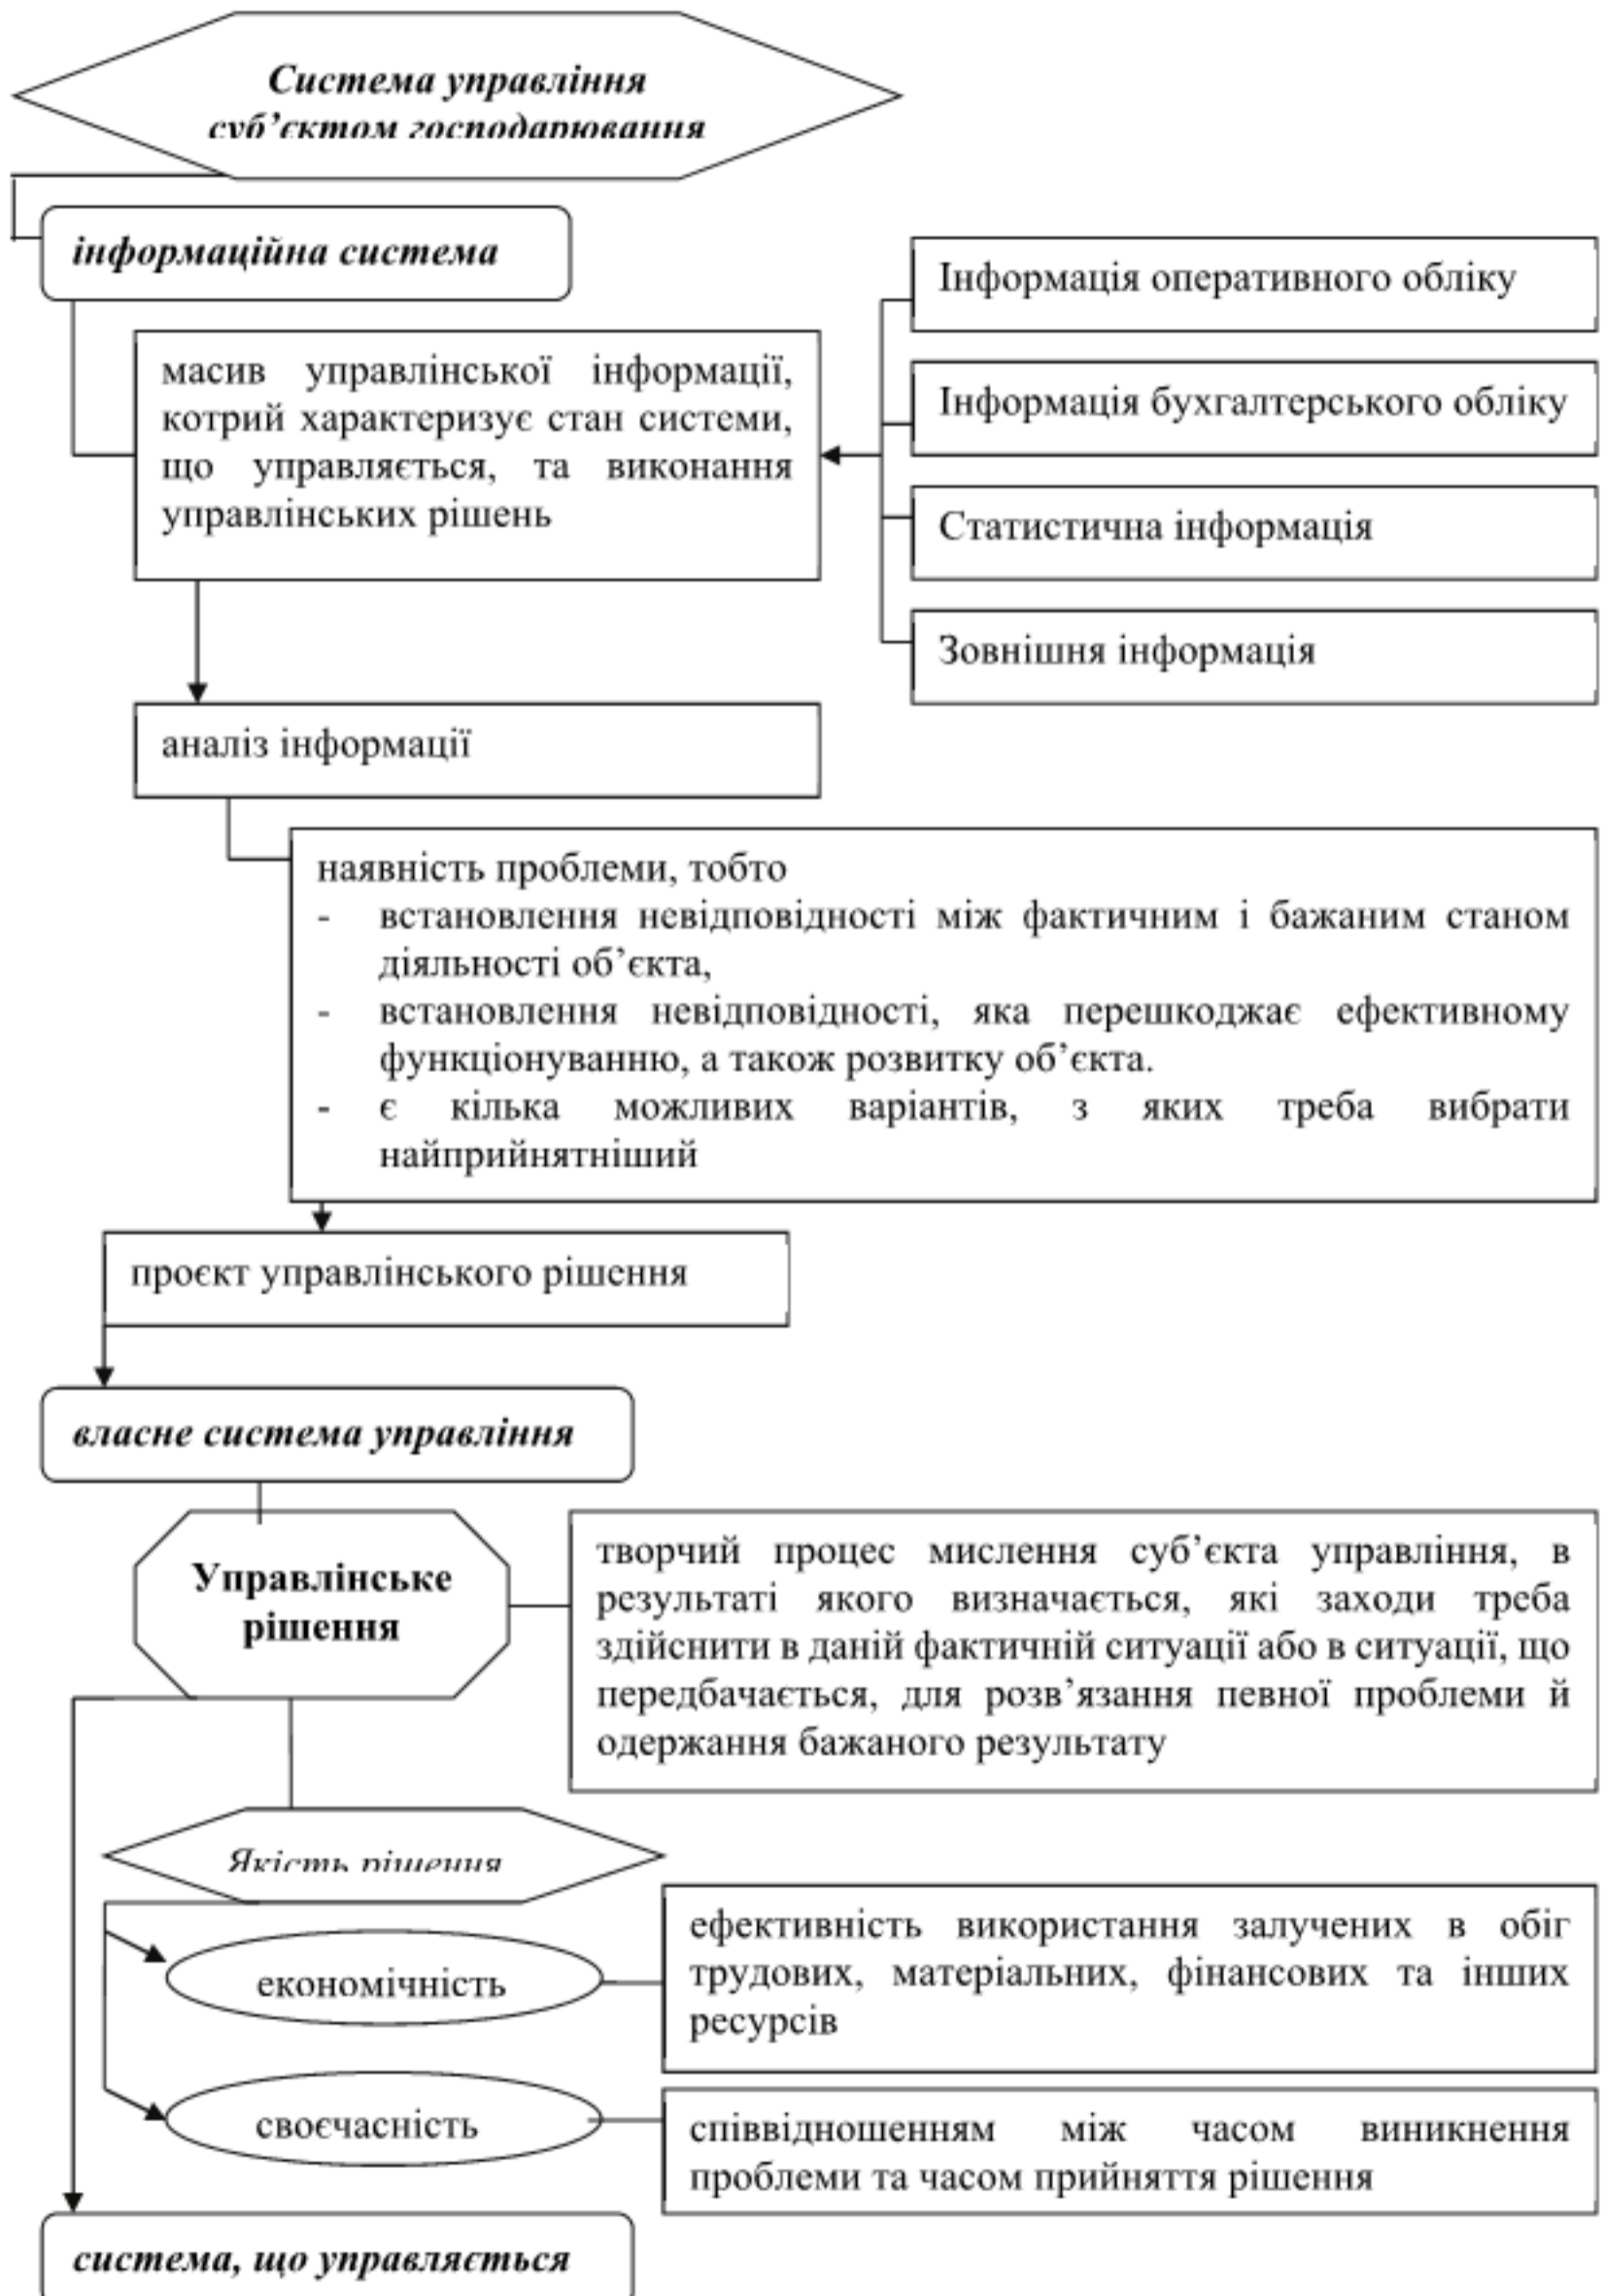 Система управління
суб’єктом господарювання
інформаційна система
Інформація оперативного обліку
масив управлінської інформації,
котрий характеризує стан системи,
що управляється, та виконання
управлінських рішень
Інформація бухгалтерського обліку
Статистична інформація
Зовнішня інформація
аналіз інформації
наявність проблеми, тобто
- встановлення невідповідності між фактичним і бажаним станом
діяльності об’єкта,
- встановлення невідповідності, яка перешкоджає ефективному
функціонуванню, а також розвитку об’єкта.
- є кілька можливих варіантів, з яких треба вибрати
найприйнятніший
проєкт управлінського рішення
власне система управління
Управлінське
рішення
творчий процес мислення суб’єкта управління, в
результаті якого визначається, які заходи треба
здійснити в даній фактичній ситуації або в ситуації, що
передбачається, для розв’язання певної проблеми й
одержання бажаного результату
Якість рішення
економічність
ефективність використання залучених в обіг
трудових, матеріальних, фінансових та інших
ресурсів
своєчасність
співвідношенням між часом виникнення
проблеми та часом прийняття рішення
система, що управляється